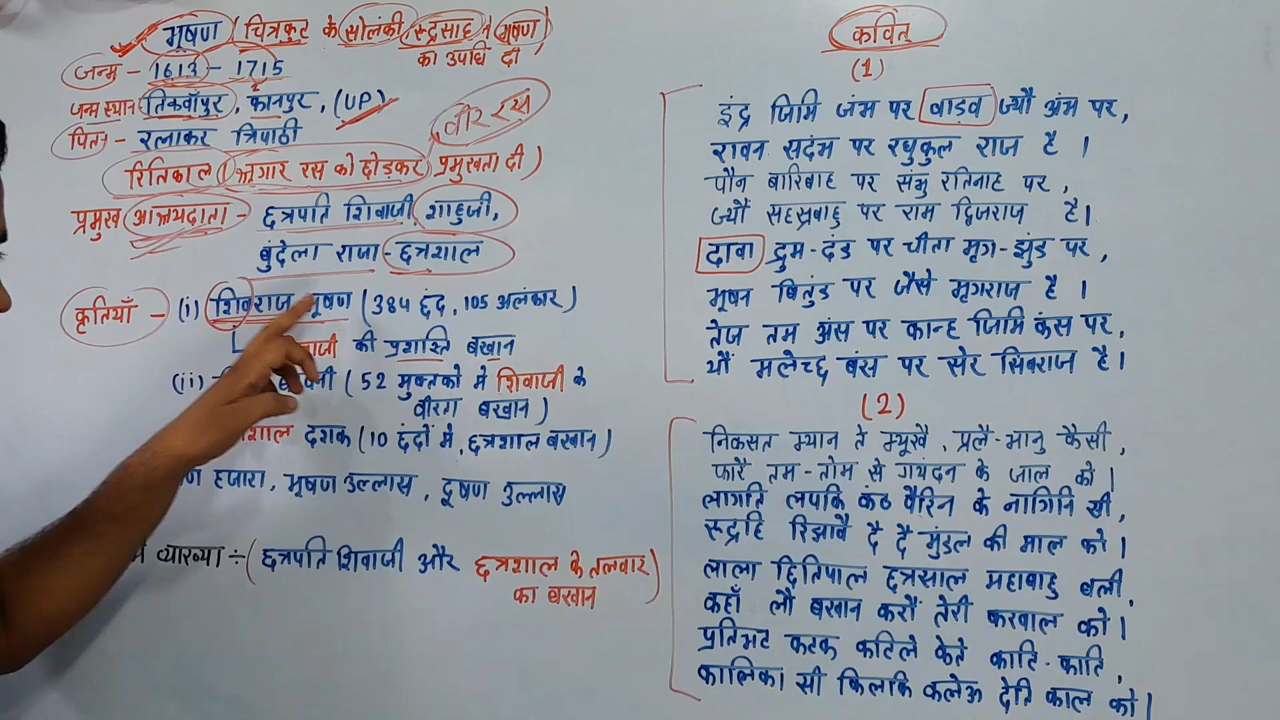 भूषण (चित्रकुट के सोलंकी रूद्रसाह ने भूषण)
का उपधि दी
जन्म - 1613 - 1715
जन्म स्थान तिकवाँपुर, कानपुर, (UP)
पिता - रत्नाकर त्रिपाठी
वीर रस
रितिकाल (श्रृंगार रस को छोड़कर प्रमुखता दी)
प्रमुख आश्रयदाता - छत्रपति शिवाजी, शाहुजी,
बुंदेला राजा - छत्रशाल
कृतियाँ - (i) शिवराज भूषण (384 छंद, 105 अलंकार)
की प्रशस्ति बखान
(ii) (52 मुक्तको में शिवाजी के
वीरता बखान)
दशक (10 छंदों में, छत्रशाल बखान)
हजारा, भूषण उल्लास, दूषण उल्लास
व्याख्या ÷ (छत्रपति शिवाजी और छत्रशाल के तलवार)
का बखान
कवित्
(1)
इंद्र जिमि जंभ पर बाडव ज्यौं अंभ पर,
रावन सदंभ पर रघुकुल राज है।
पौन बारिबाह पर संभु रतिनाह पर,
ज्यौं सहस्रबाहु पर राम द्विजराज है।
दावा द्रुम-दंड पर चीता मृग-झुंड पर,
भूषन बितुंड पर जैसे मृगराज है।
तेज तम अंस पर कान्ह जिमि कंस पर,
यौं मलेच्छ बंस पर सेर सिवराज है।
(2)
निकसत म्यान ते म्यूखै, प्रलै-भानु कैसी,
फारै तम-तोम से गयंदन के जाल को।
लागति लपकि कंठ बैरिन के नागिनि सी,
रूद्रहि रिझावै दै दै मुंडन की माल को।
लाला छितिपाल छत्रसाल महाबाहु बली,
कहाँ लौ बखान करौं तेरी करवाल को।
प्रतिभट कटक कटिले केते काटि-काटि,
कालिका सी किलकि कलेऊ देति काल को।